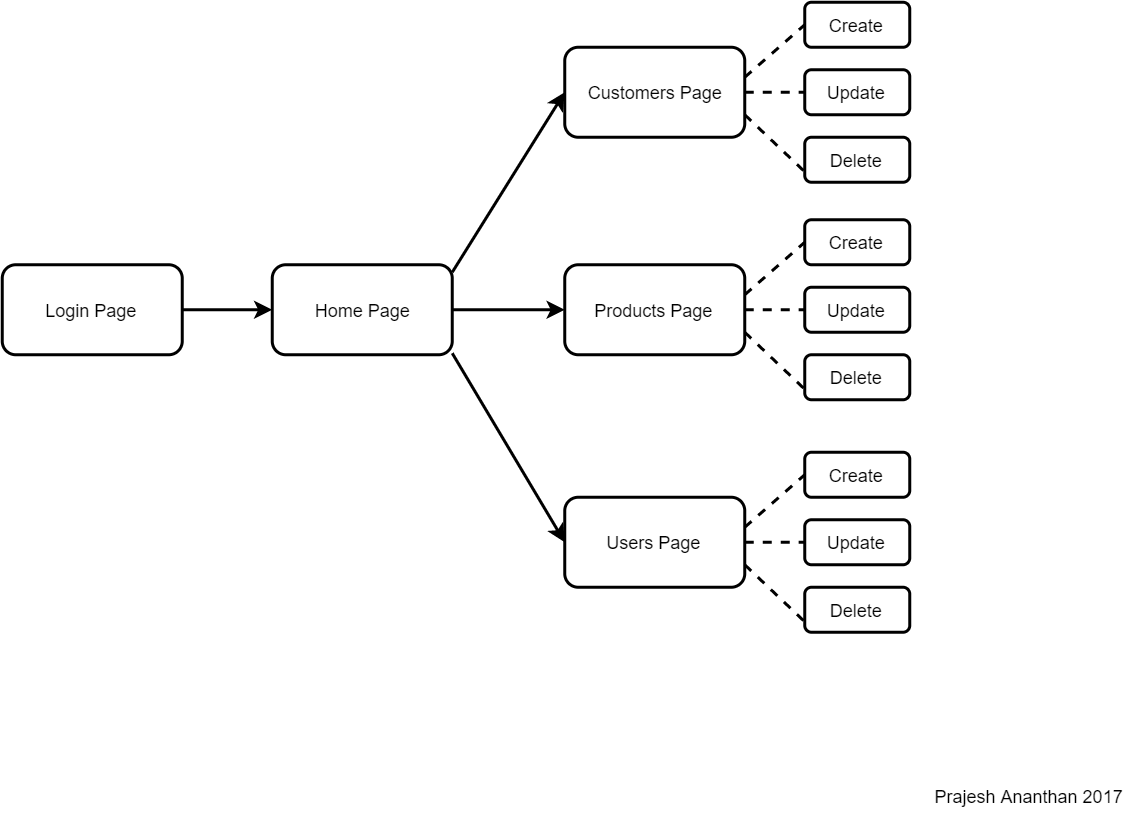 Login Page
Home Page
Customers Page
Create
Update
Delete
Products Page
Create
Update
Delete
Users Page
Create
Update
Delete
Prajesh Ananthan 2017